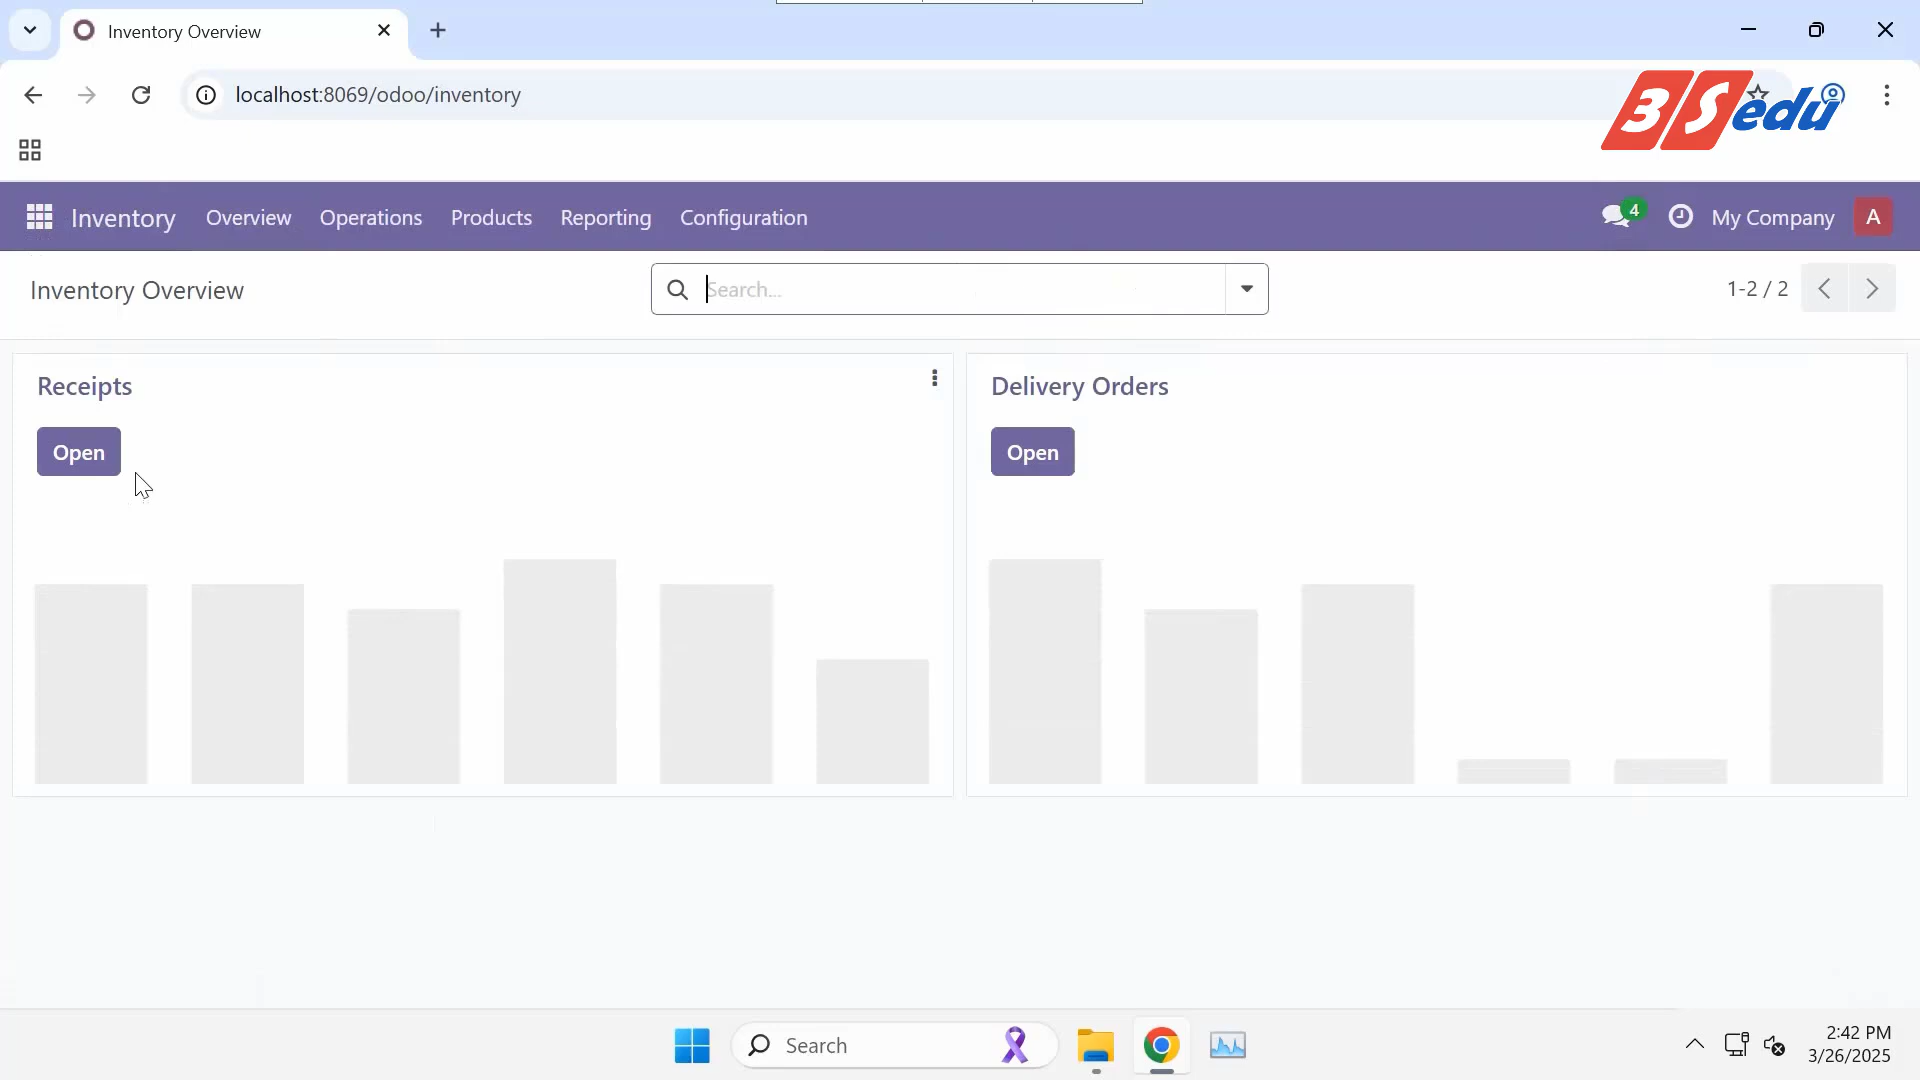 Inventory Overview
localhost:8069/odoo/inventory
3S edu
Inventory Overview Operations Products Reporting Configuration 4 My Company A
Inventory Overview Search... 1-2 / 2
Receipts
Open
Delivery Orders
Open
Search
2:42 PM
3/26/2025